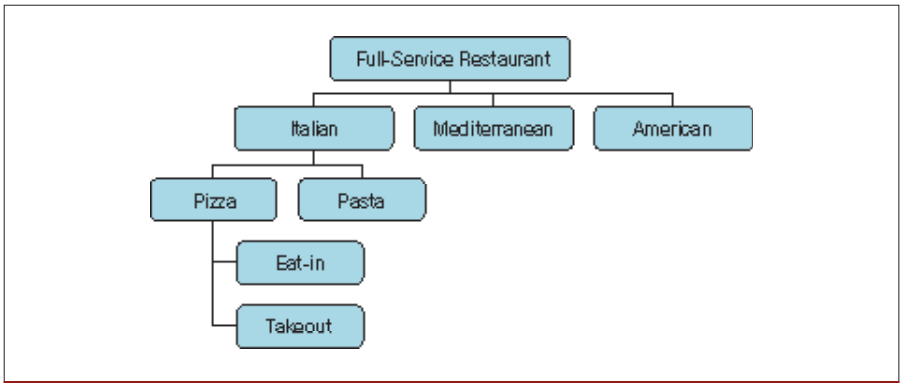 Full-Service Restaurant
Italian
Mediterranean
American
Pizza
Pasta
Eat-in
Takeout